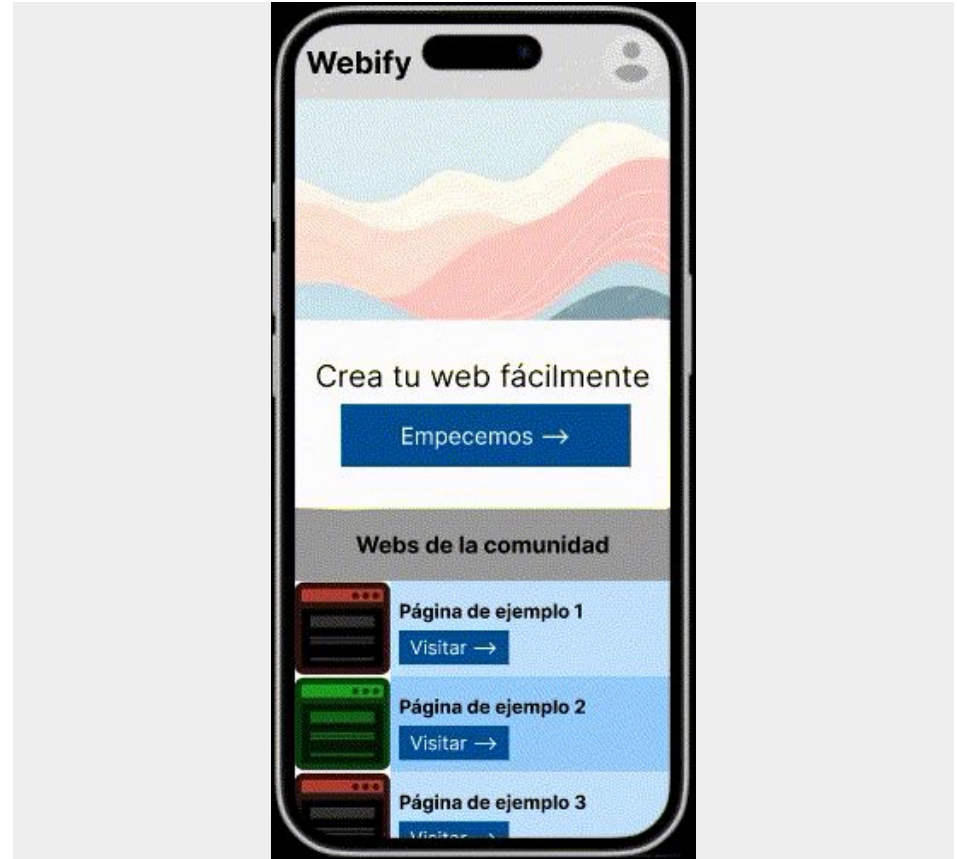 Webify
Crea tu web fácilmente
Empecemos →
Webs de la comunidad
Página de ejemplo 1
Visitar →
Página de ejemplo 2
Visitar →
Página de ejemplo 3
Visitar →